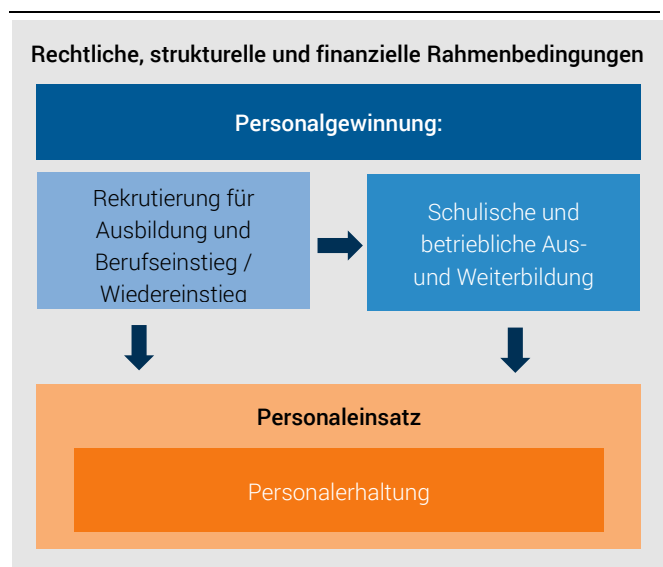 Rechtliche, strukturelle und finanzielle Rahmenbedingungen
Personalgewinnung:
Rekrutierung für
Ausbildung und
Berufseinstieg /
Wiedereinstieg
Schulische und
betriebliche Aus-
und Weiterbildung
Personaleinsatz
Personalerhaltung